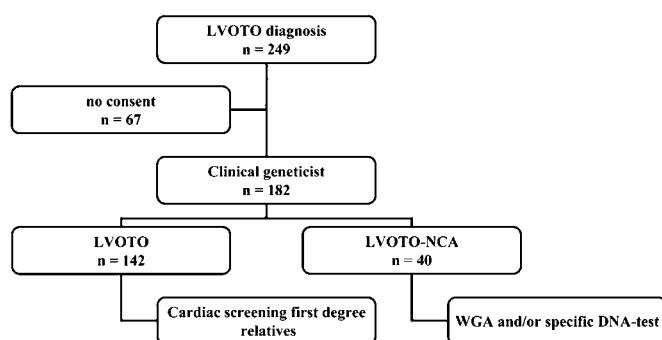 LVOTO diagnosis
n = 249
no consent
n = 67
Clinical geneticist
n = 182
LVOTO
n = 142
LVOTO-NCA
n = 40
Cardiac screening first degree
relatives
WGA and/or specific DNA-test